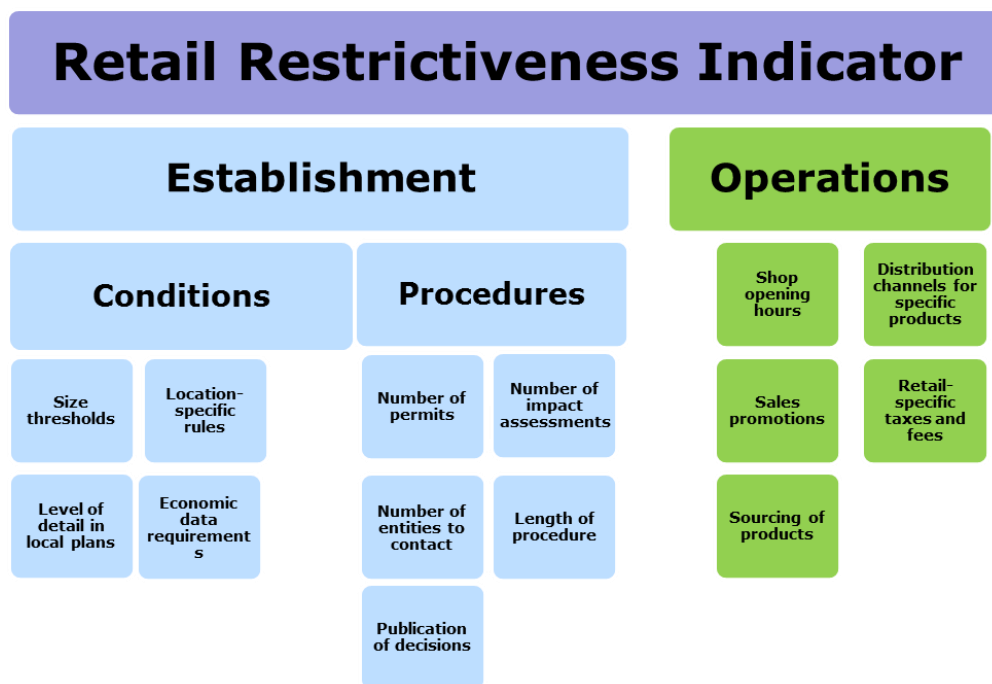 Retail Restrictiveness Indicator
Establishment
Operations
Conditions
Procedures
Shop
opening
hours
Distribution
channels for
specific
products
Size
thresholds
Location-
specific
rules
Number of
permits
Number of
impact
assessments
Sales
promotions
Retail-
specific
taxes and
fees
Level of
detail in
local plans
Economic
data
requirement
s
Number of
entities to
contact
Length of
procedure
Sourcing of
products
Publication
of decisions